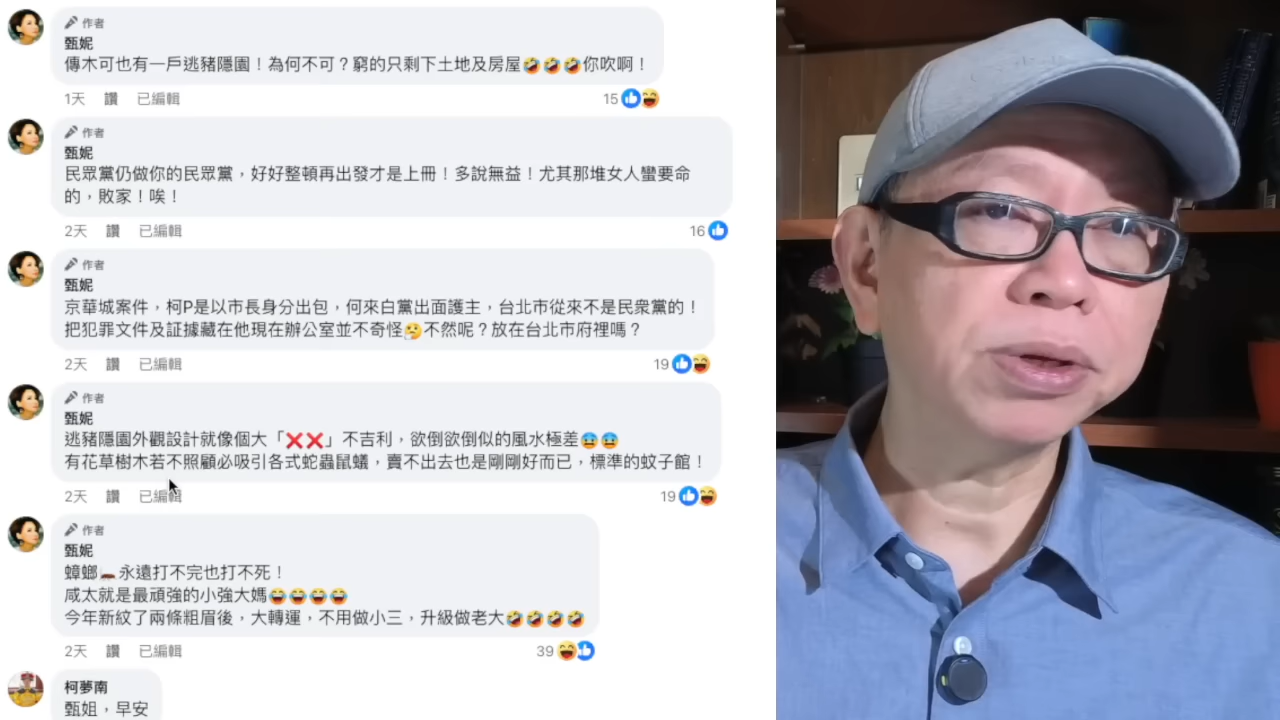 作者
甄妮
傳木可也有一戶逃豬隱園！為何不可？窮的只剩下土地及房屋🤣🤣🤣你吹啊！
1天 讚 已編輯
15
作者
甄妮
民眾黨仍做你的民眾黨，好好整頓再出發才是上冊！多說無益！尤其那堆女人蠻要命
的，敗家！唉！
2天 讚 已編輯
16
作者
甄妮
京華城案件，柯P是以市長身分出包，何來白黨出面護主，台北市從來不是民衆黨的！
把犯罪文件及証據藏在他現在辦公室並不奇怪🤥不然呢？放在台北市府裡嗎？
2天 讚 已編輯
19
作者
甄妮
逃豬隱園外觀設計就像個大「❌❌」不吉利，欲倒欲倒似的風水極差😰😰
有花草樹木若不照顧必吸引各式蛇蟲鼠蟻，賣不出去也是剛剛好而已，標準的蚊子館！
2天 讚 已編輯
19
作者
甄妮
蟑螂🪳永遠打不完也打不死！
咸太就是最頑強的小強大媽😂😂😂😂
今年新紋了兩條粗眉後，大轉運，不用做小三，升級做老大🤣🤣🤣🤣
2天 讚 已編輯
39
柯夢南
甄姐，早安